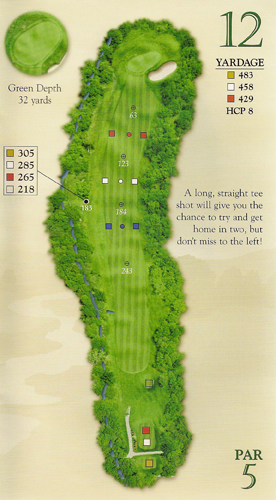 12
YARDAGE
483
458
429
HCP 8
Green Depth
32 yards
63
123
305
285
265
218
183
184
243
A long, straight tee
shot will give you the
chance to try and get
home in two, but
don't miss to the left!
PAR
5